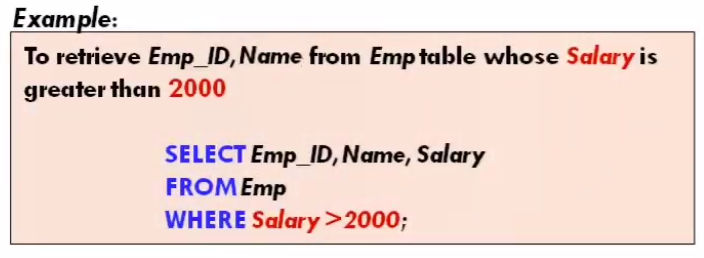 Example:
To retrieve Emp_ID, Name from Emp table whose Salary is
greater than 2000
SELECT Emp_ID, Name, Salary
FROM Emp
WHERE Salary >2000;